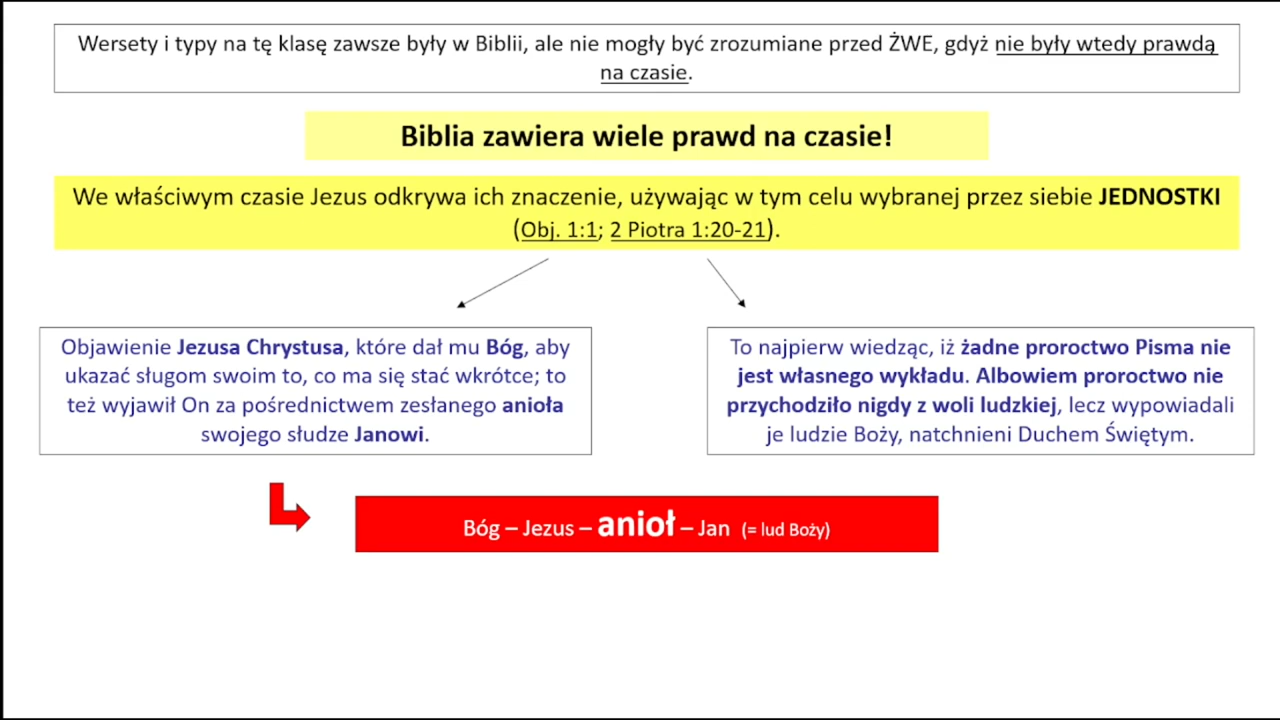 Wersety i typy na tę klasę zawsze były w Biblii, ale nie mogły być zrozumiane przed ŻWE, gdyż nie były wtedy prawdą
na czasie.
Biblia zawiera wiele prawd na czasie!
We właściwym czasie Jezus odkrywa ich znaczenie, używając w tym celu wybranej przez siebie JEDNOSTKI
(Obj. 1:1; 2 Piotra 1:20-21).
Objawienie Jezusa Chrystusa, które dał mu Bóg, aby
ukazać sługom swoim to, co ma się stać wkrótce; to
też wyjawił On za pośrednictwem zesłanego anioła
swojego słudze Janowi.
To najpierw wiedząc, iż żadne proroctwo Pisma nie
jest własnego wykładu. Albowiem proroctwo nie
przychodziło nigdy z woli ludzkiej, lecz wypowiadali
je ludzie Boży, natchnieni Duchem Świętym.
Bóg – Jezus – anioł – Jan (= lud Boży)